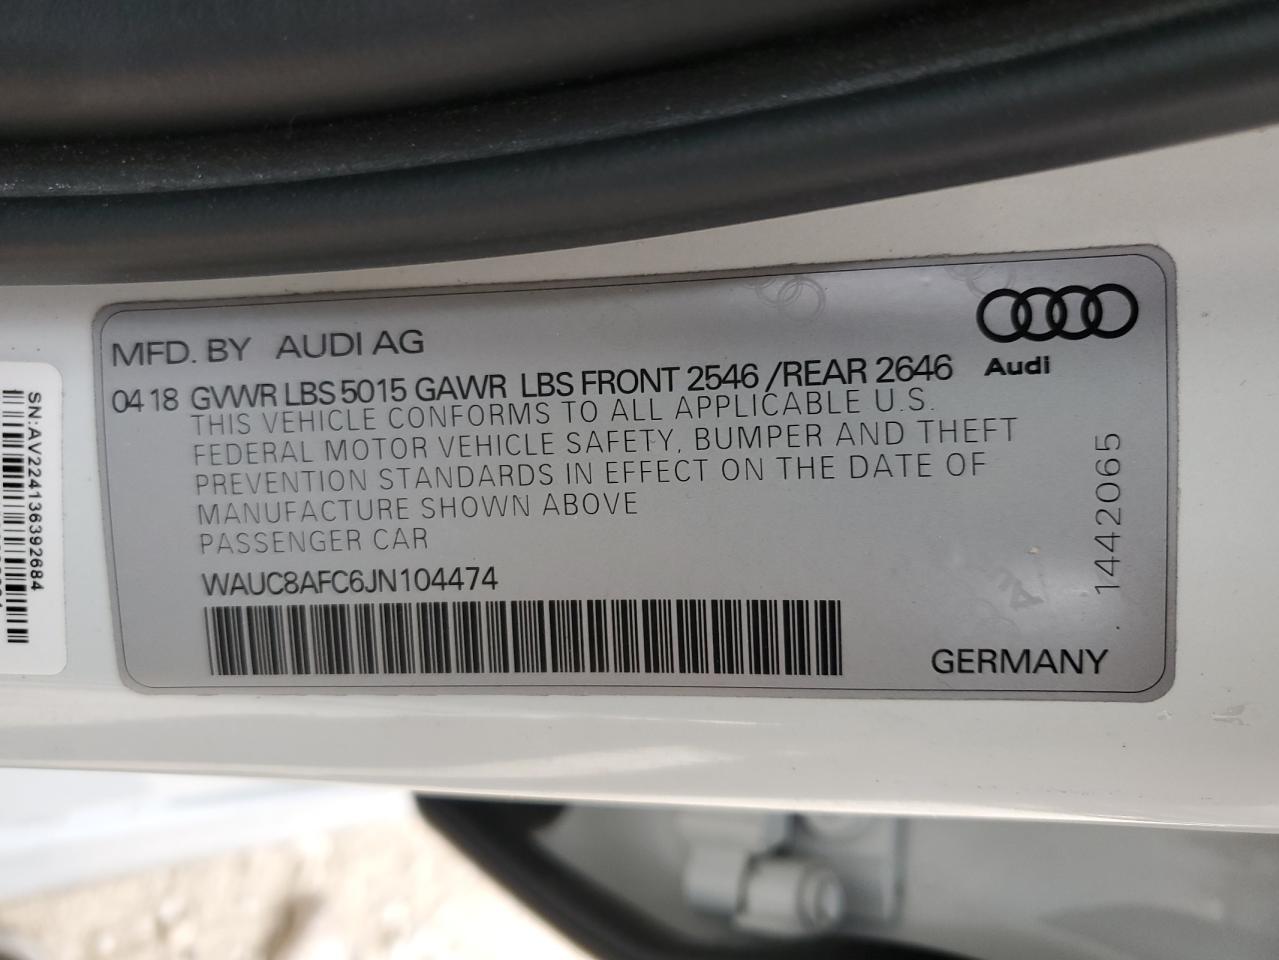 MFD. BY AUDI AG
Audi
04 18 GVWR LBS 5015 GAWR LBS FRONT 2546 /REAR 2646
THIS VEHICLE CONFORMS TO ALL APPLICABLE U.S.
FEDERAL MOTOR VEHICLE SAFETY, BUMPER AND THEFT
PREVENTION STANDARDS IN EFFECT ON THE DATE OF
MANUFACTURE SHOWN ABOVE
PASSENGER CAR
WAUC8AFC6JN104474
GERMANY
1442065
SN:AV224136392684